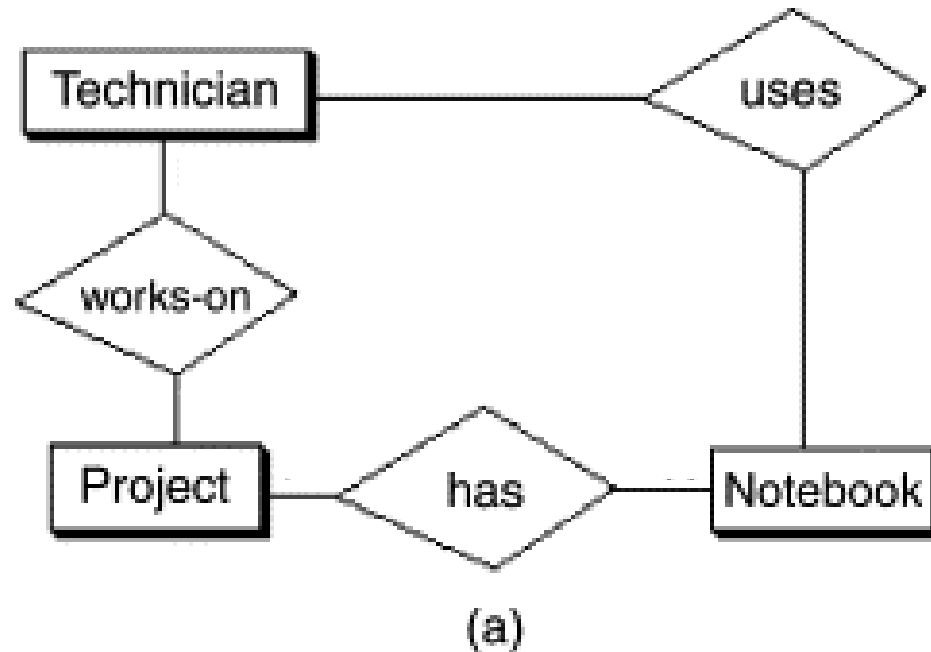 Technician
uses
works-on
Project
has
Notebook
(a)